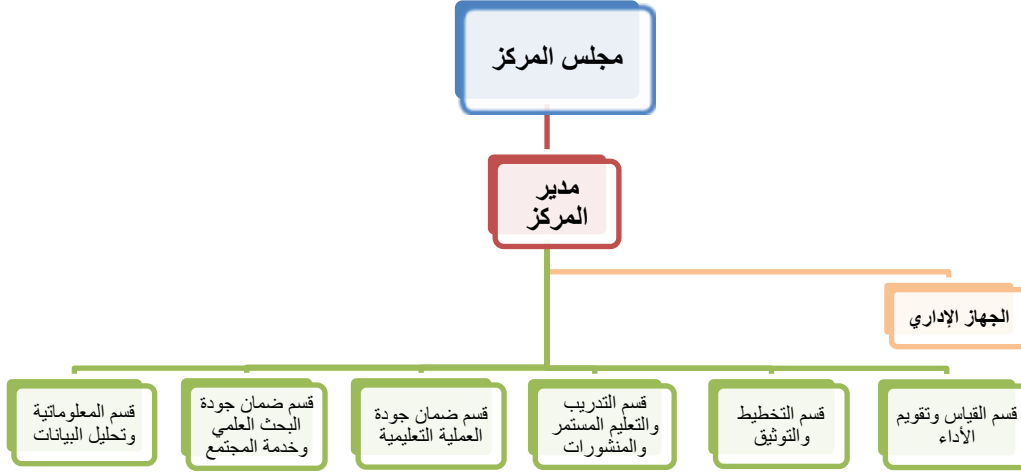 مجلس المركز
مدير
المركز
الجهاز الإداري
قسم القياس وتقويم
الأداء
قسم التخطيط
والتوثيق
قسم التدريب
والتعليم المستمر
والمنشورات
قسم ضمان جودة
العملية التعليمية
قسم ضمان جودة
البحث العلمي
وخدمة المجتمع
قسم المعلوماتية
وتحليل البيانات